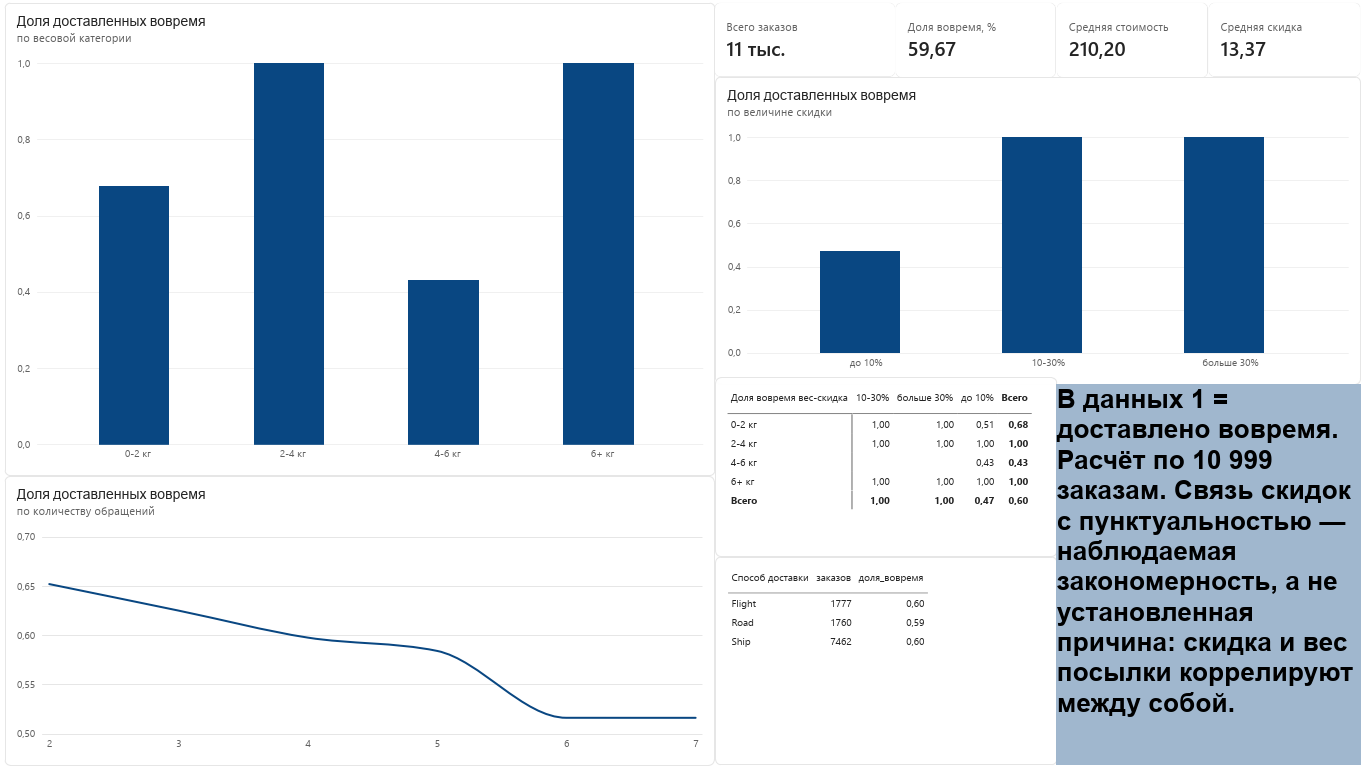 Доля доставленных вовремя
по весовой категории
1,0
0,8
0,6
0,4
0,2
0,0
0-2 кг
2-4 кг
4-6 кг
6+ кг
Всего заказов
11 тыс.
Доля вовремя, %
59,67
Средняя стоимость
210,20
Средняя скидка
13,37
Доля доставленных вовремя
по величине скидки
1,0
0,8
0,6
0,4
0,2
0,0
до 10%
10-30%
больше 30%
Доля вовремя вес-скидка 10-30% больше 30% до 10% Всего
0-2 кг 1,00 1,00 0,51 0,68
2-4 кг 1,00 1,00 1,00 1,00
4-6 кг 0,43 0,43
6+ кг 1,00 1,00 1,00 1,00
Всего 1,00 1,00 0,47 0,60
В данных 1 =
доставлено вовремя.
Расчёт по 10 999
заказам. Связь скидок
с пунктуальностью —
наблюдаемая
закономерность, а не
установленная
причина: скидка и вес
посылки коррелируют
между собой.
Доля доставленных вовремя
по количеству обращений
0,70
0,65
0,60
0,55
0,50
2
3
4
5
6
7
Способ доставки заказов доля_вовремя
Flight 1777 0,60
Road 1760 0,59
Ship 7462 0,60